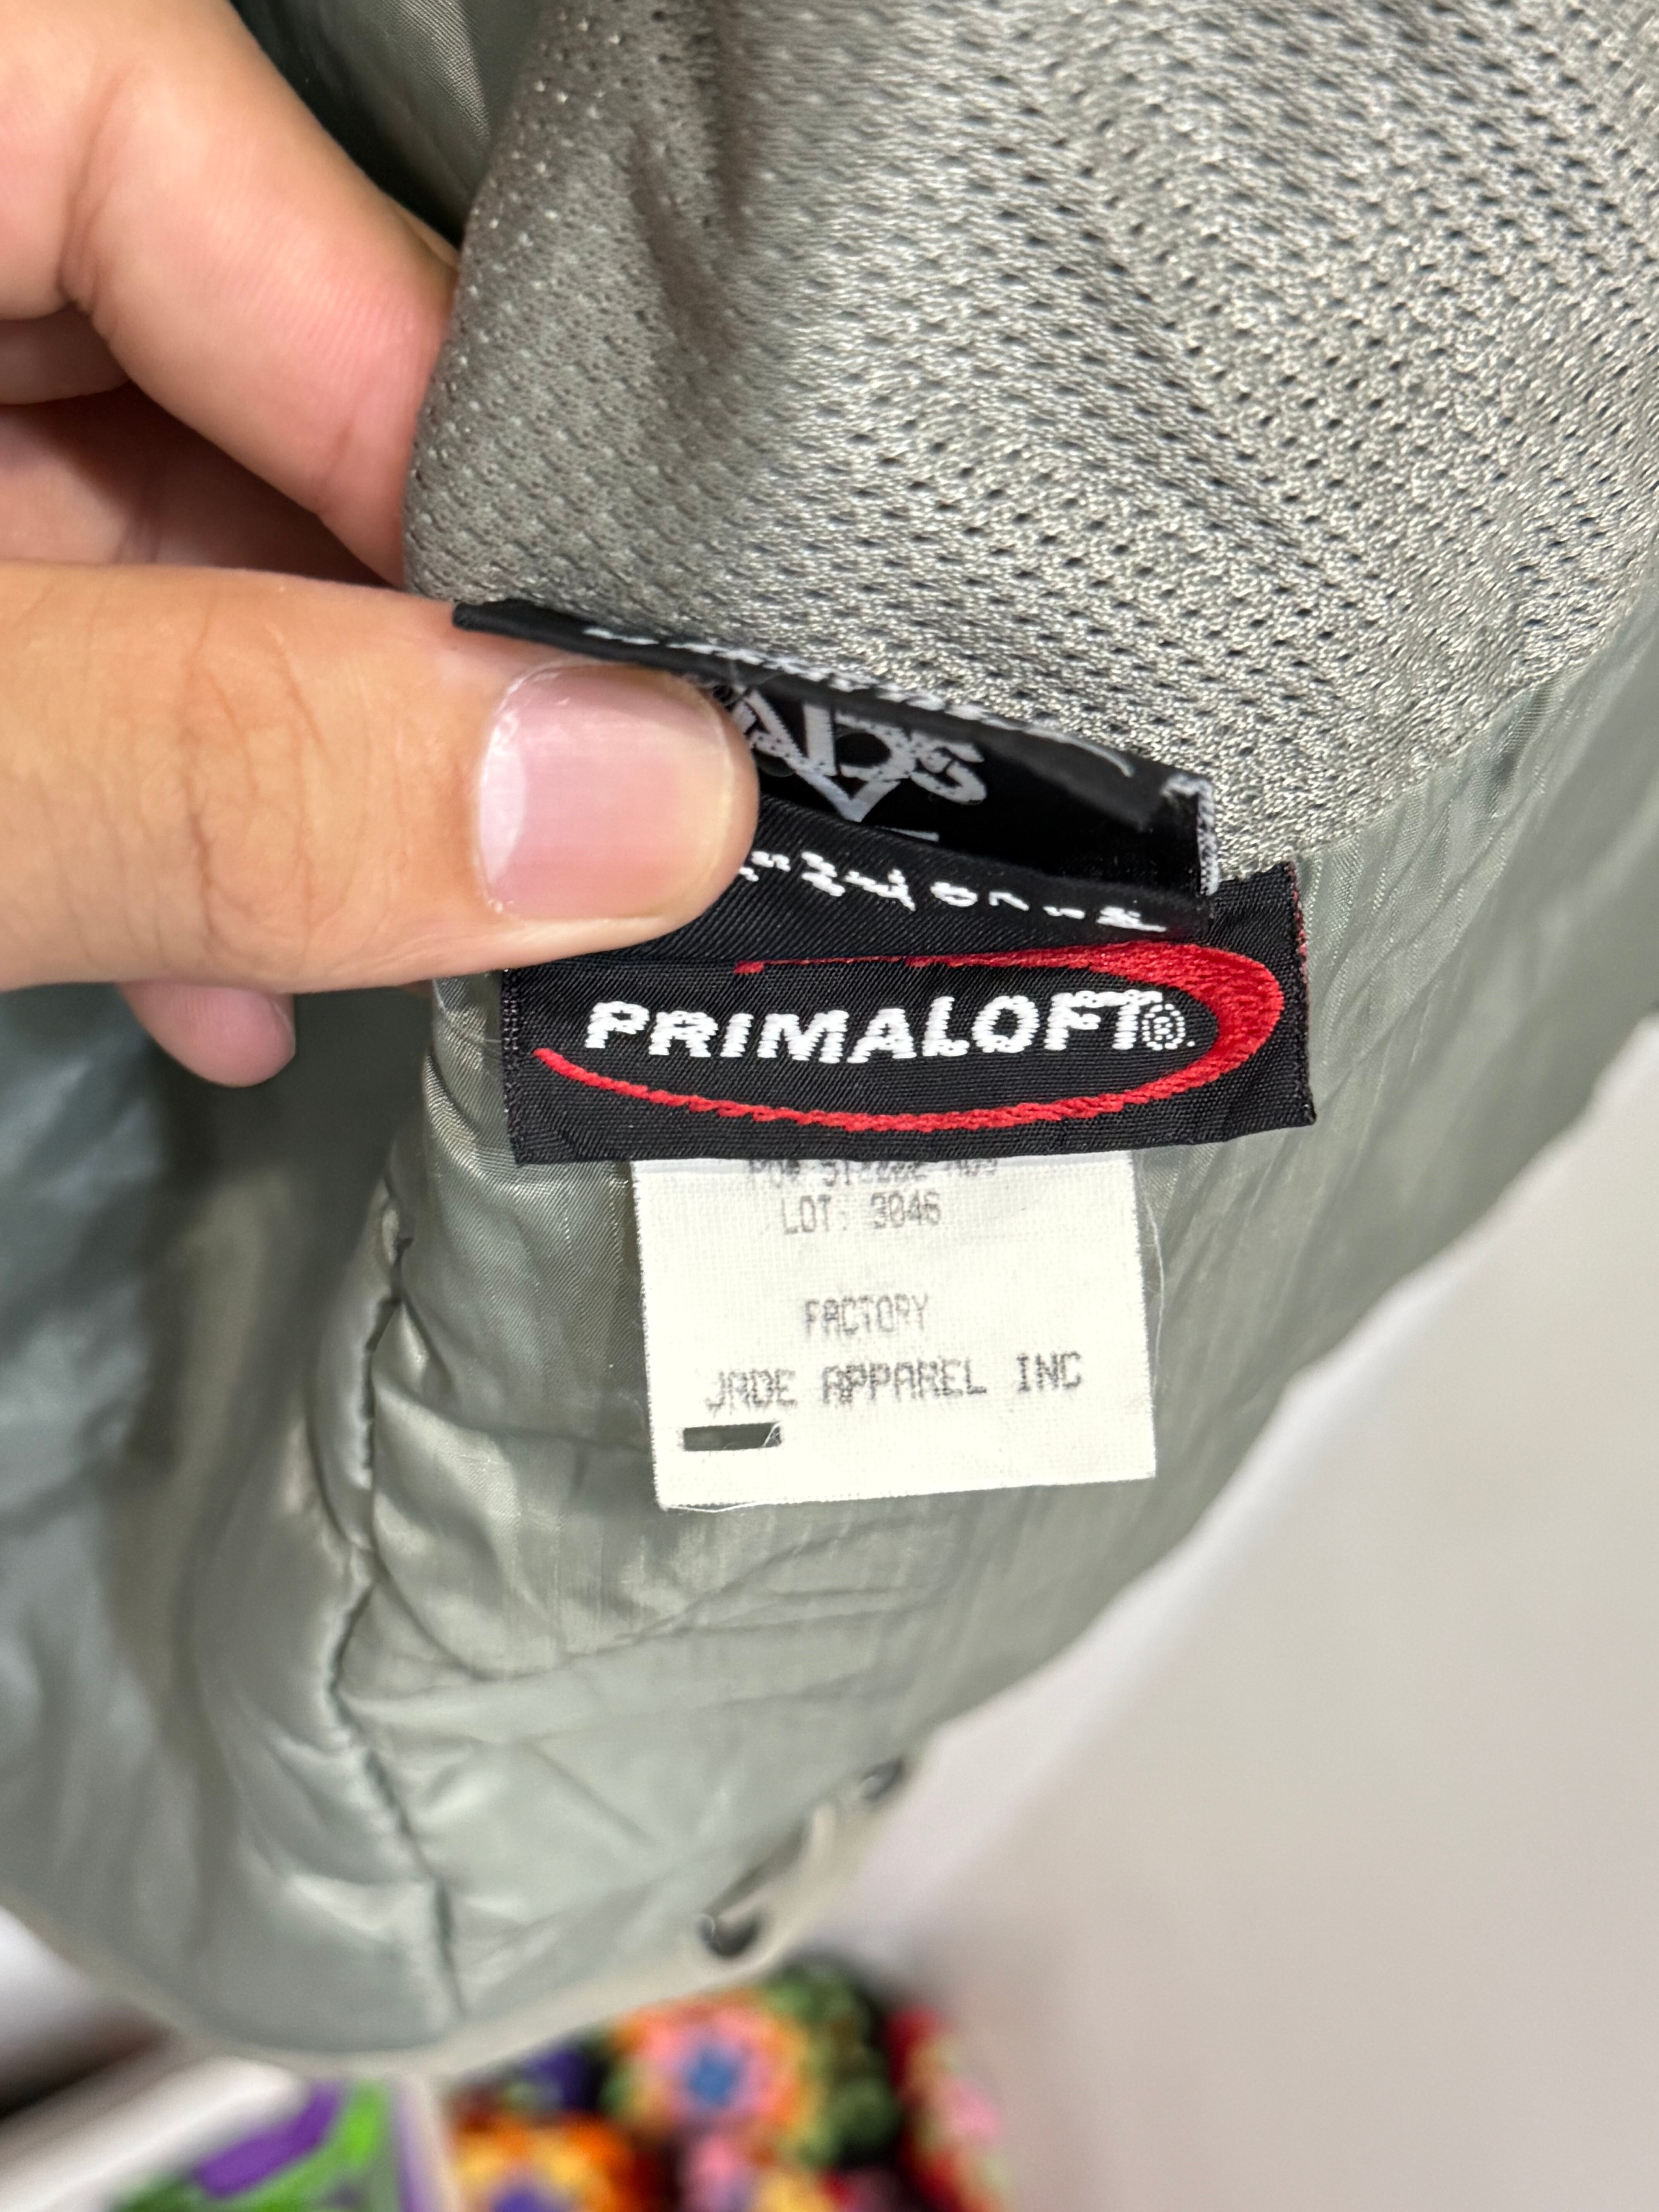 PRIMALOFT®
LOT: 3046
FACTORY
JADE APPAREL INC